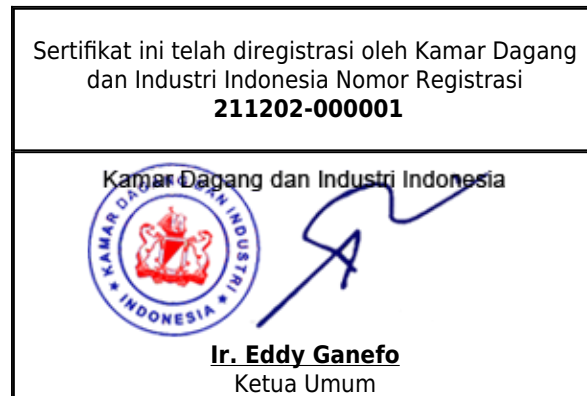 Sertifikat ini telah diregistrasi oleh Kamar Dagang
dan Industri Indonesia Nomor Registrasi
211202-000001
Kamar Dagang dan Industri Indonesia
KAMAR DAGANG DAN INDUSTRI
* INDONESIA *
Ir. Eddy Ganefo
Ketua Umum